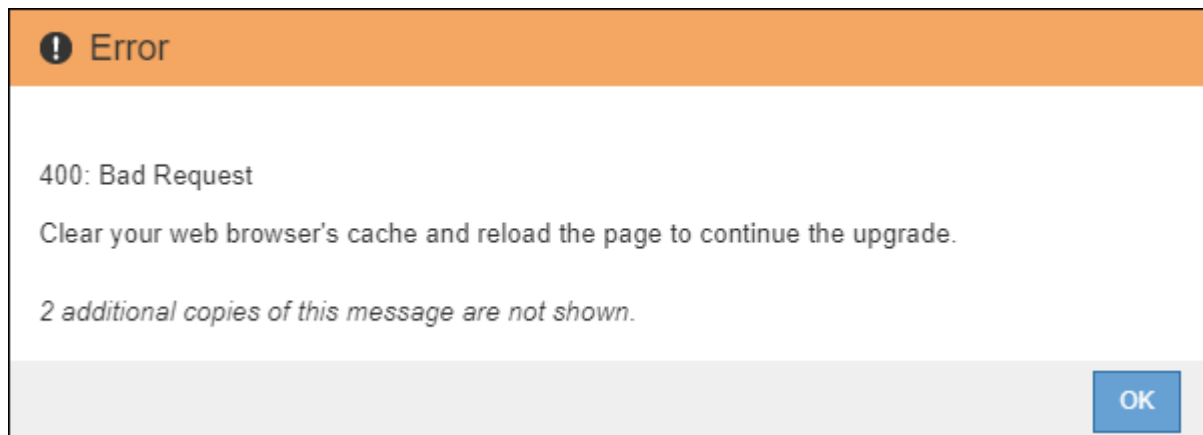 Error
400: Bad Request
Clear your web browser's cache and reload the page to continue the upgrade.
2 additional copies of this message are not shown.
OK